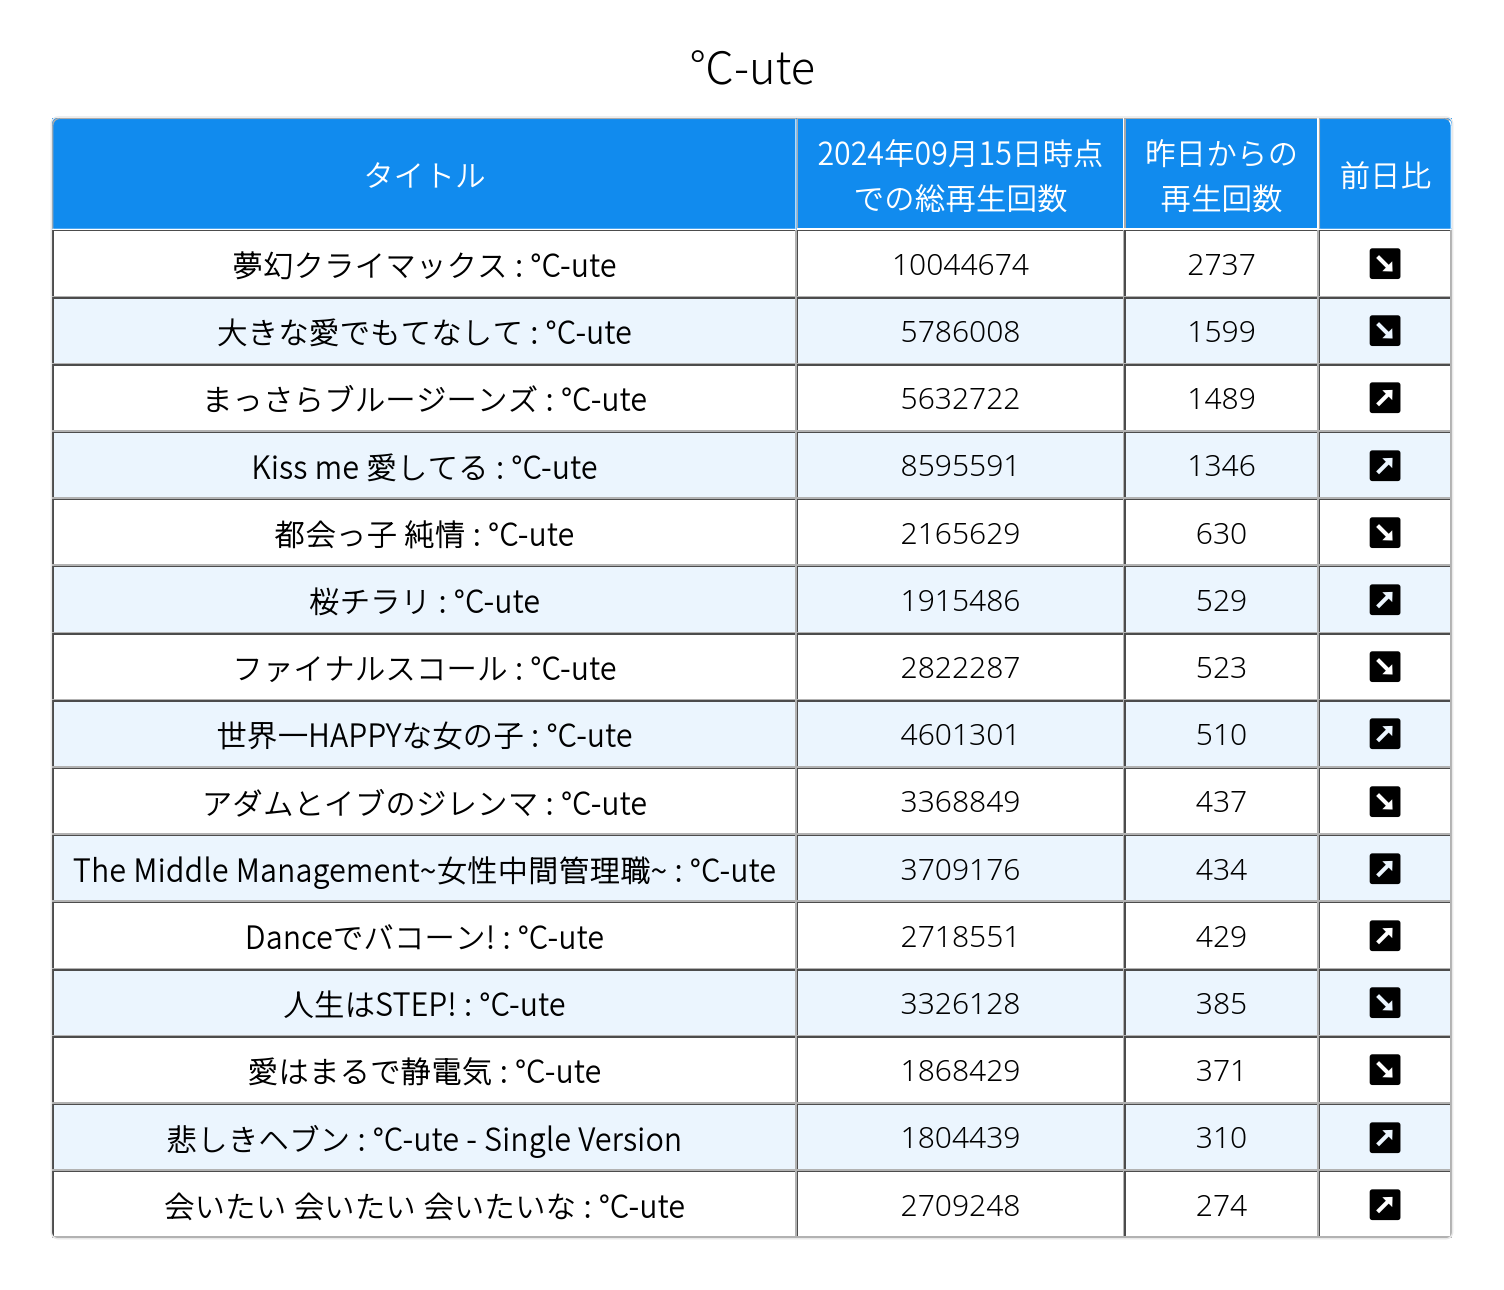 ℃-ute
タイトル 2024年09月15日時点での総再生回数 昨日からの再生回数 前日比
夢幻クライマックス : ℃-ute 10044674 2737 ↘
大きな愛でもてなして : ℃-ute 5786008 1599 ↘
まっさらブルージーンズ : ℃-ute 5632722 1489 ↗
Kiss me 愛してる : ℃-ute 8595591 1346 ↗
都会っ子 純情 : ℃-ute 2165629 630 ↘
桜チラリ : ℃-ute 1915486 529 ↗
ファイナルスコール : ℃-ute 2822287 523 ↘
世界一HAPPYな女の子 : ℃-ute 4601301 510 ↗
アダムとイブのジレンマ : ℃-ute 3368849 437 ↘
The Middle Management~女性中間管理職~ : ℃-ute 3709176 434 ↗
Danceでバコーン! : ℃-ute 2718551 429 ↗
人生はSTEP! : ℃-ute 3326128 385 ↘
愛はまるで静電気 : ℃-ute 1868429 371 ↘
悲しきヘブン : ℃-ute - Single Version 1804439 310 ↗
会いたい 会いたい 会いたいな : ℃-ute 2709248 274 ↗